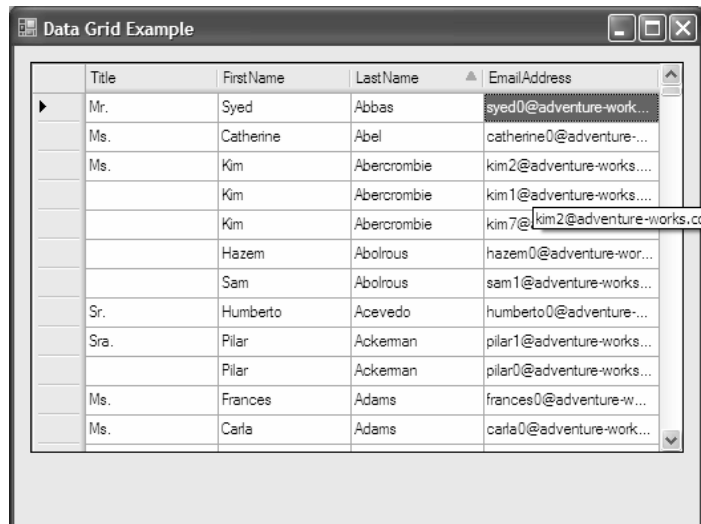 Data Grid Example
Title FirstName LastName EmailAddress
Mr. Syed Abbas syed0@adventure-work...
Ms. Catherine Abel catherine0@adventure-...
Ms. Kim Abercrombie kim2@adventure-works....
Kim Abercrombie kim1@adventure-works....
Kim Abercrombie kim7@
kim2@adventure-works.co
Hazem Abolrous hazem0@adventure-wor...
Sam Abolrous sam1@adventure-works...
Sr. Humberto Acevedo humberto0@adventure-...
Sra. Pilar Ackerman pilar1@adventure-works...
Pilar Ackerman pilar0@adventure-works...
Ms. Frances Adams frances0@adventure-w...
Ms. Carla Adams carla0@adventure-work...